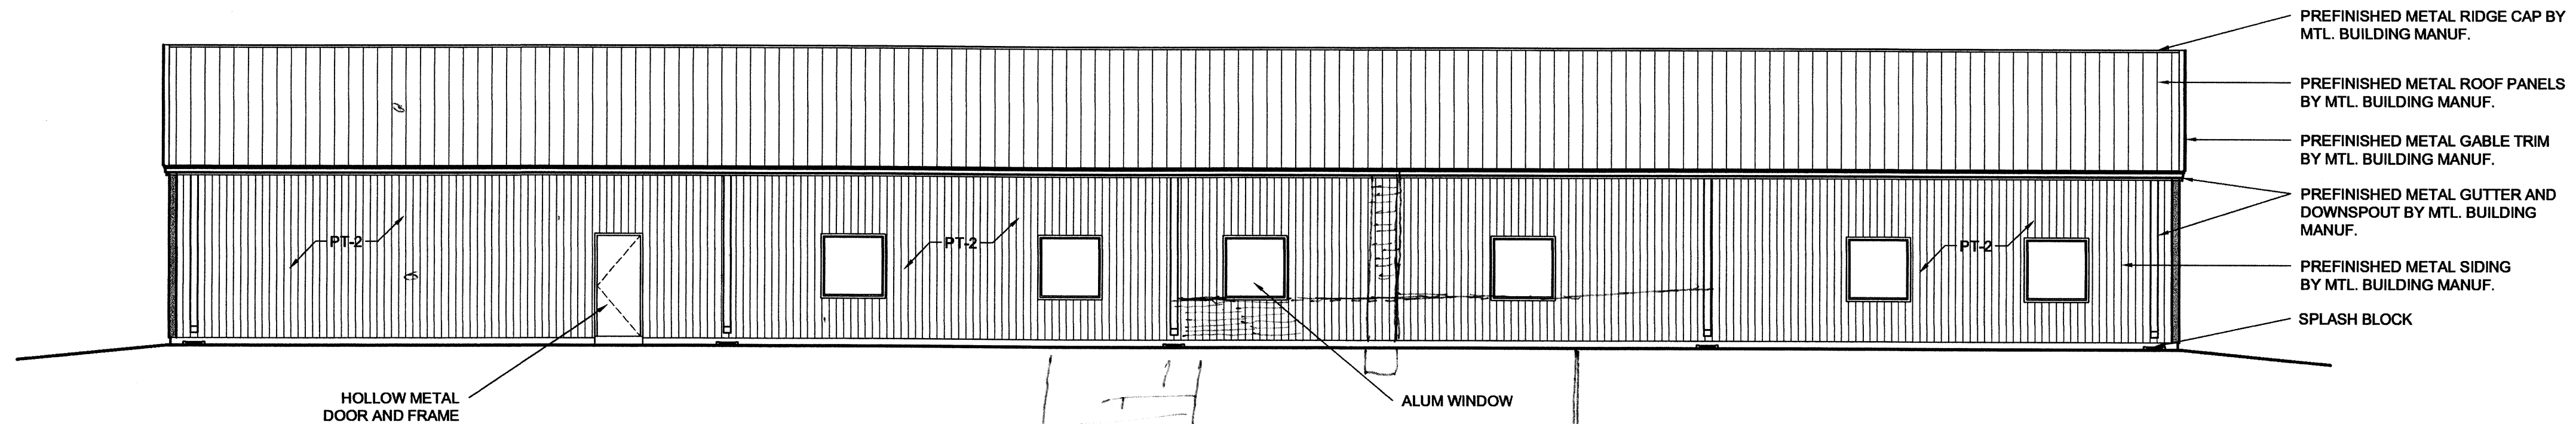 PREFINISHED METAL RIDGE CAP BY
MTL. BUILDING MANUF.
PREFINISHED METAL ROOF PANELS
BY MTL. BUILDING MANUF.
PREFINISHED METAL GABLE TRIM
BY MTL. BUILDING MANUF.
PREFINISHED METAL GUTTER AND
DOWNSPOUT BY MTL. BUILDING
MANUF.
PT-2
PT-2
PT-2
PREFINISHED METAL SIDING
BY MTL. BUILDING MANUF.
SPLASH BLOCK
HOLLOW METAL
DOOR AND FRAME
ALUM WINDOW